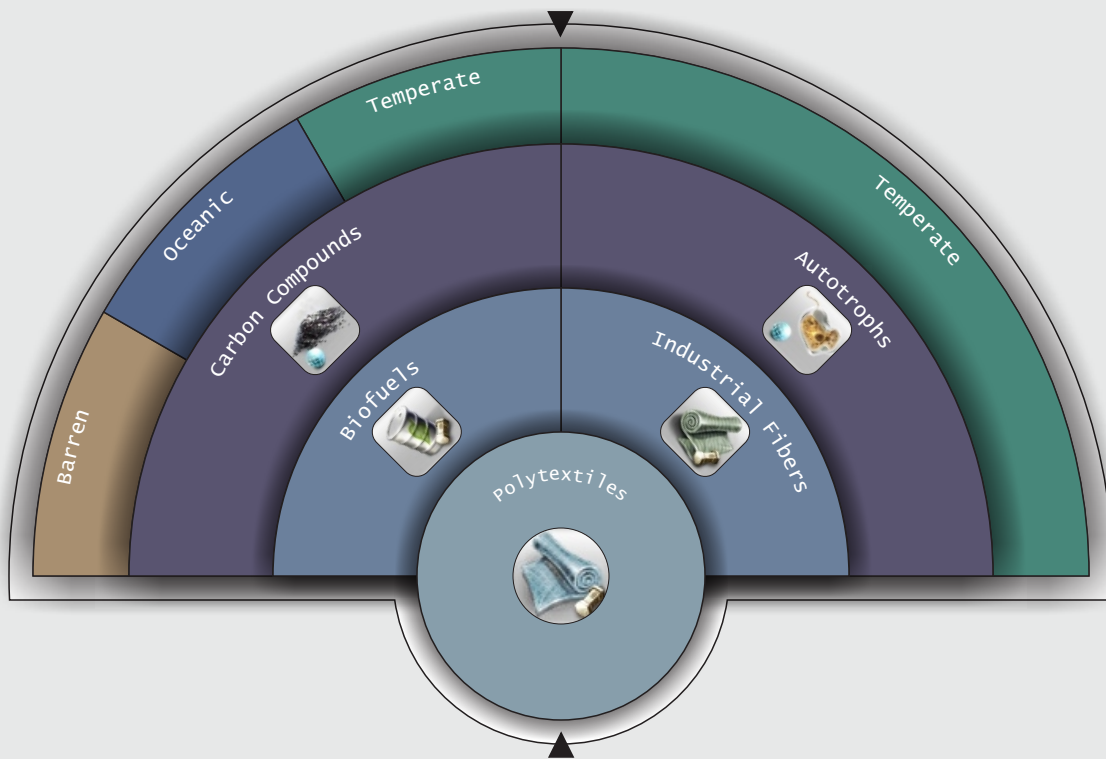 Temperate
Temperate
Oceanic
Barren
Carbon Compounds
Autotrophs
Biofuels
Industrial Fibers
Polytextiles